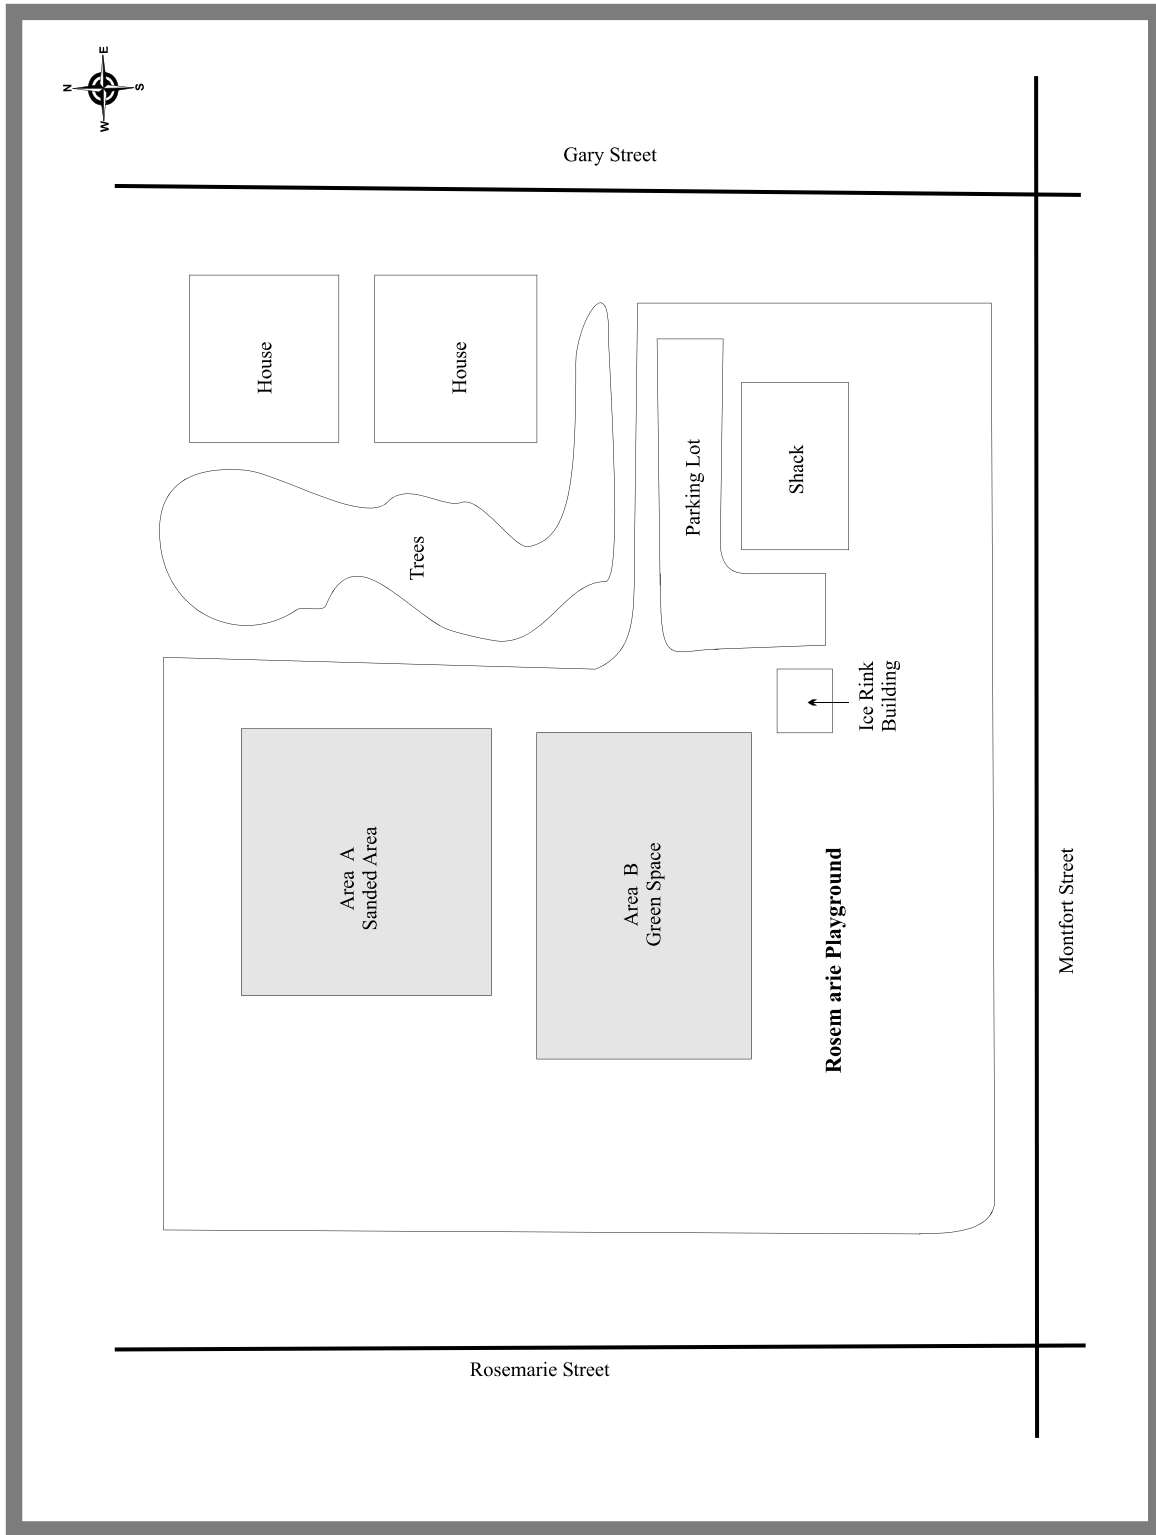 E
N
S
W
Gary Street
House
House
Parking Lot
Shack
Trees
Ice Rink
Building
Area A
Sanded Area
Area B
Green Space
Rosem arie Playground
Montfort Street
Rosemarie Street